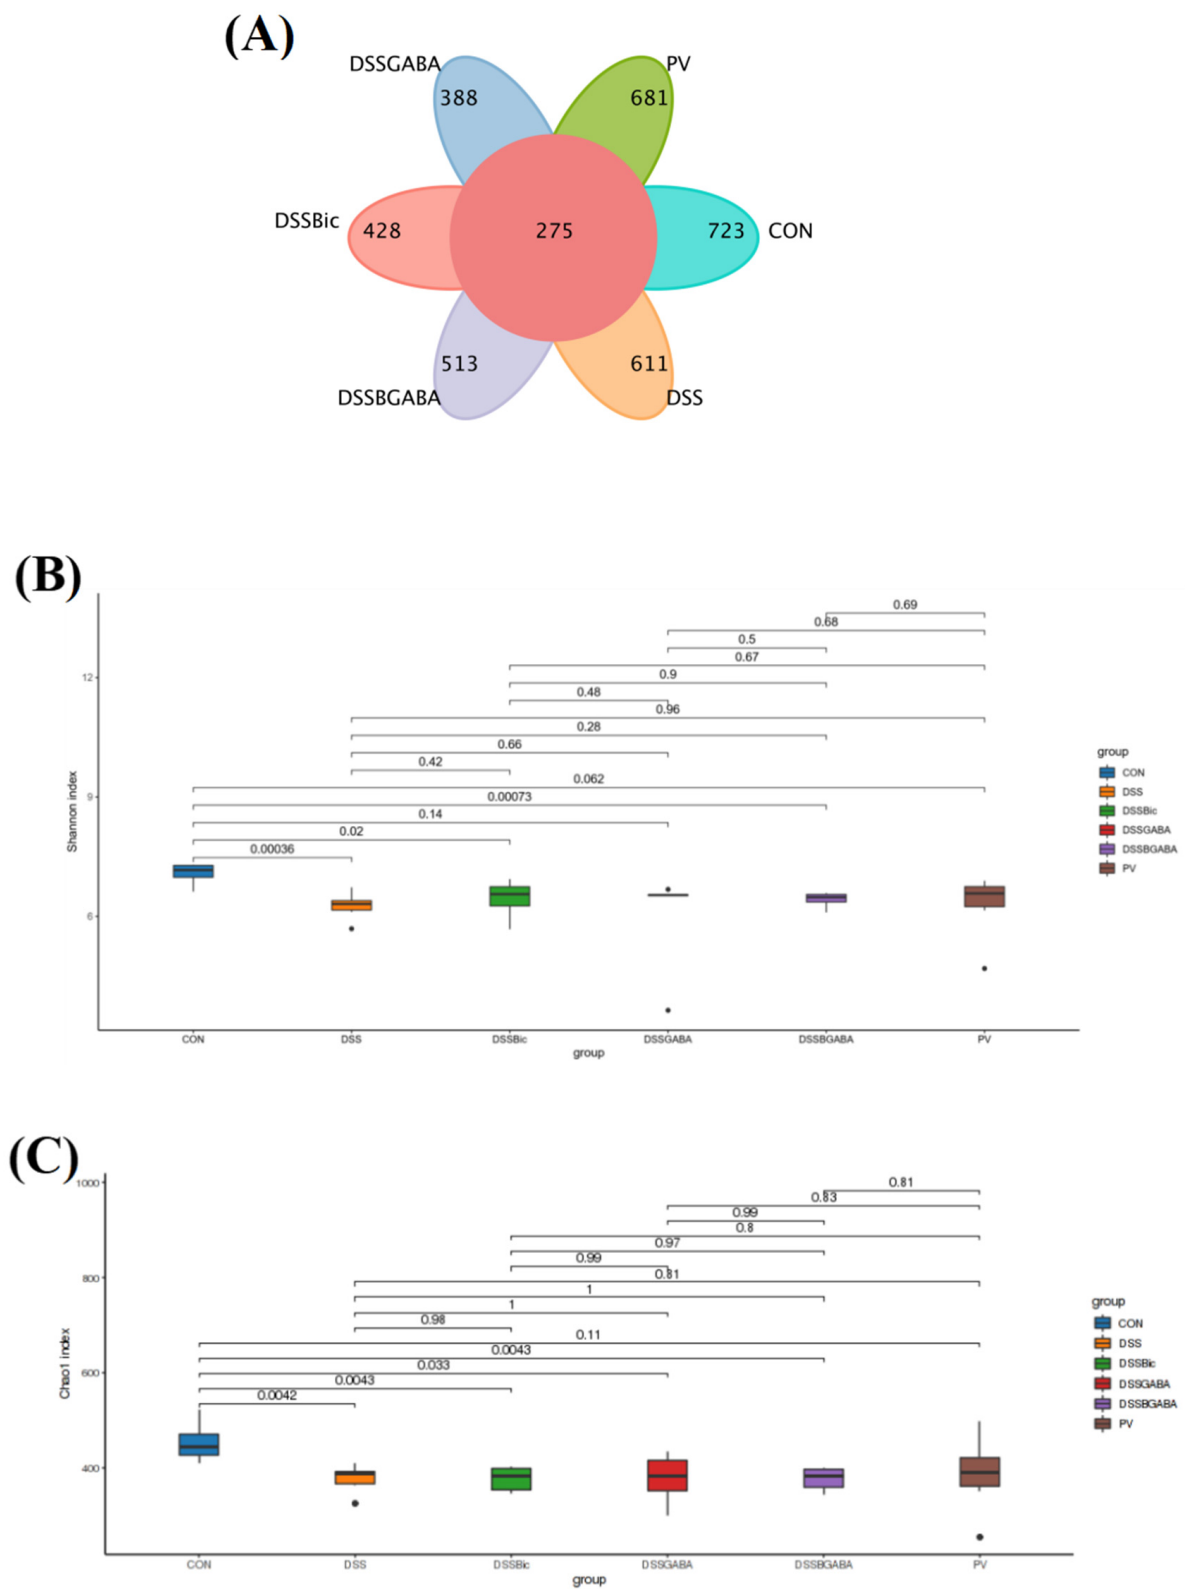 (A)
DSSGABA
PV
388
681
DSSBic
428
275
723
CON
513
611
DSSBGABA
DSS
(B)
0.69
0.68
0.5
0.67
12
0.9
0.48
0.96
0.28
0.66
0.42
0.062
9
0.00073
0.14
0.02
0.00036
6
Shannon index
group
CON
DSS
DSSBic
DSSGABA
DSSBGABA
PV
CON
DSS
DSSBic
DSSGABA
DSSBGABA
PV
group
(C)
1000
0.81
0.83
0.99
0.8
0.97
0.99
800
0.81
1
1
0.98
0.11
0.0043
600
0.033
0.0043
0.0042
400
Chao1 index
group
CON
DSS
DSSBic
DSSGABA
DSSBGABA
PV
CON
DSS
DSSBic
DSSGABA
DSSBGABA
PV
group